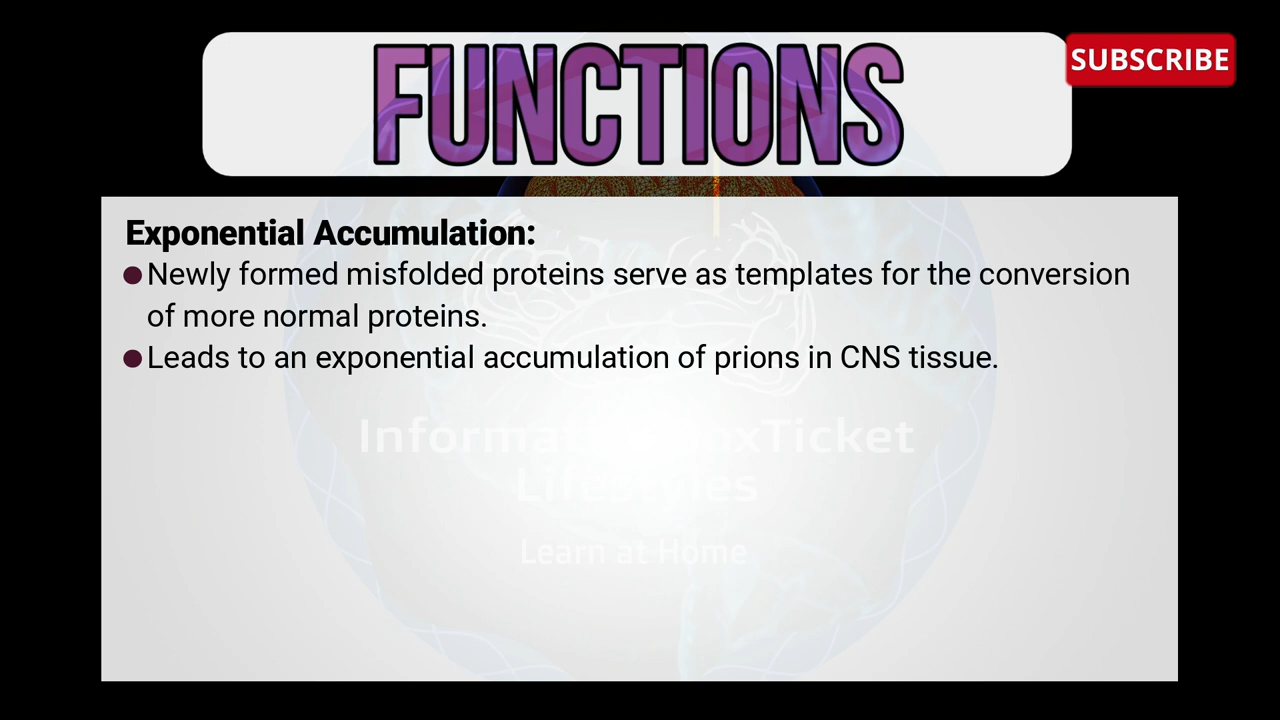 FUNCTIONS
SUBSCRIBE
Exponential Accumulation:
Newly formed misfolded proteins serve as templates for the conversion
of more normal proteins.
Leads to an exponential accumulation of prions in CNS tissue.
Lifestyles
Learn at Home